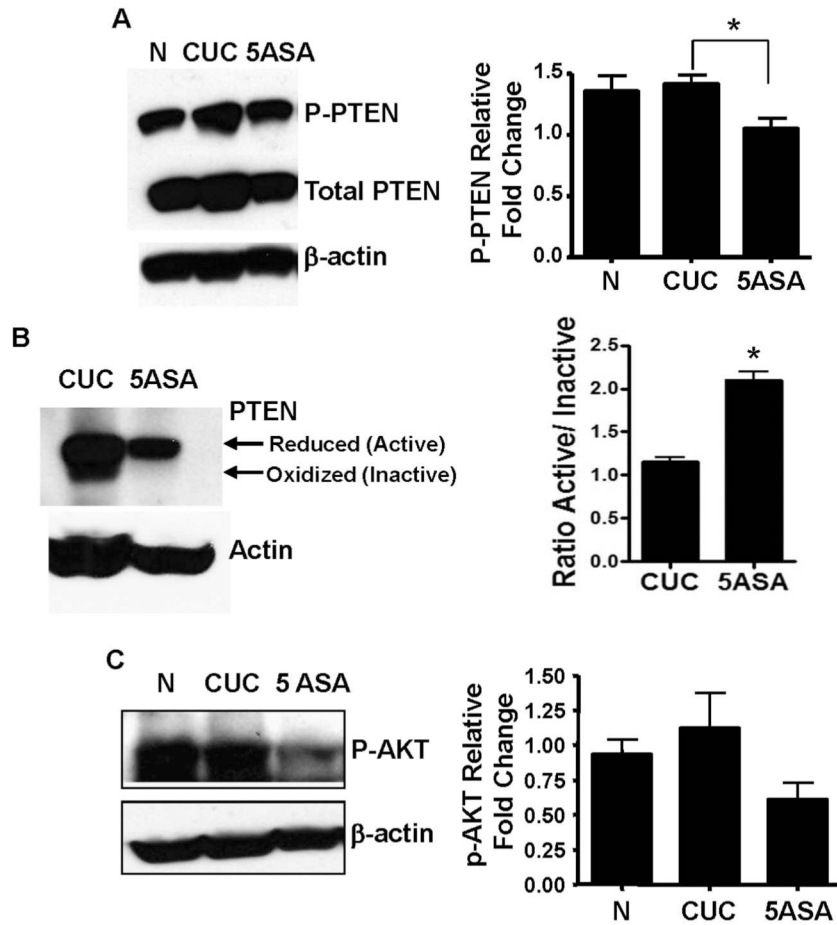 A
N CUC 5ASA
P-PTEN
Total PTEN
β-actin
*
P-PTEN Relative
Fold Change
1.5
1.0
0.5
0.0
N CUC 5ASA
B
CUC 5ASA
PTEN
Reduced (Active)
Oxidized (Inactive)
Actin
Ratio Active/ Inactive
2.5
2.0
1.5
1.0
0.5
0.0
*
CUC 5ASA
C
N CUC 5 ASA
P-AKT
β-actin
p-AKT Relative
Fold Change
1.50
1.25
1.00
0.75
0.50
0.25
0.00
N CUC 5ASA